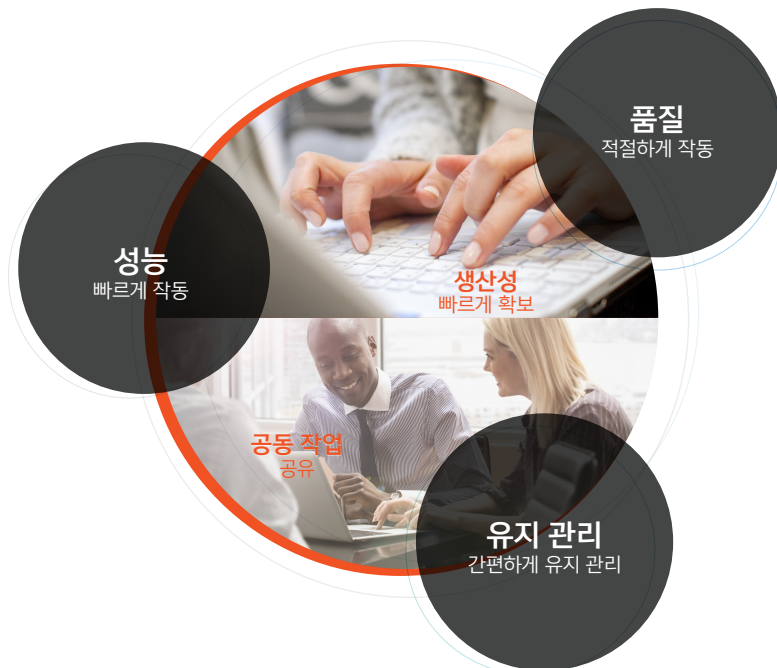 품질
적절하게 작동
성능
빠르게 작동
생산성
빠르게 확보
공동 작업
공유
유지 관리
간편하게 유지 관리